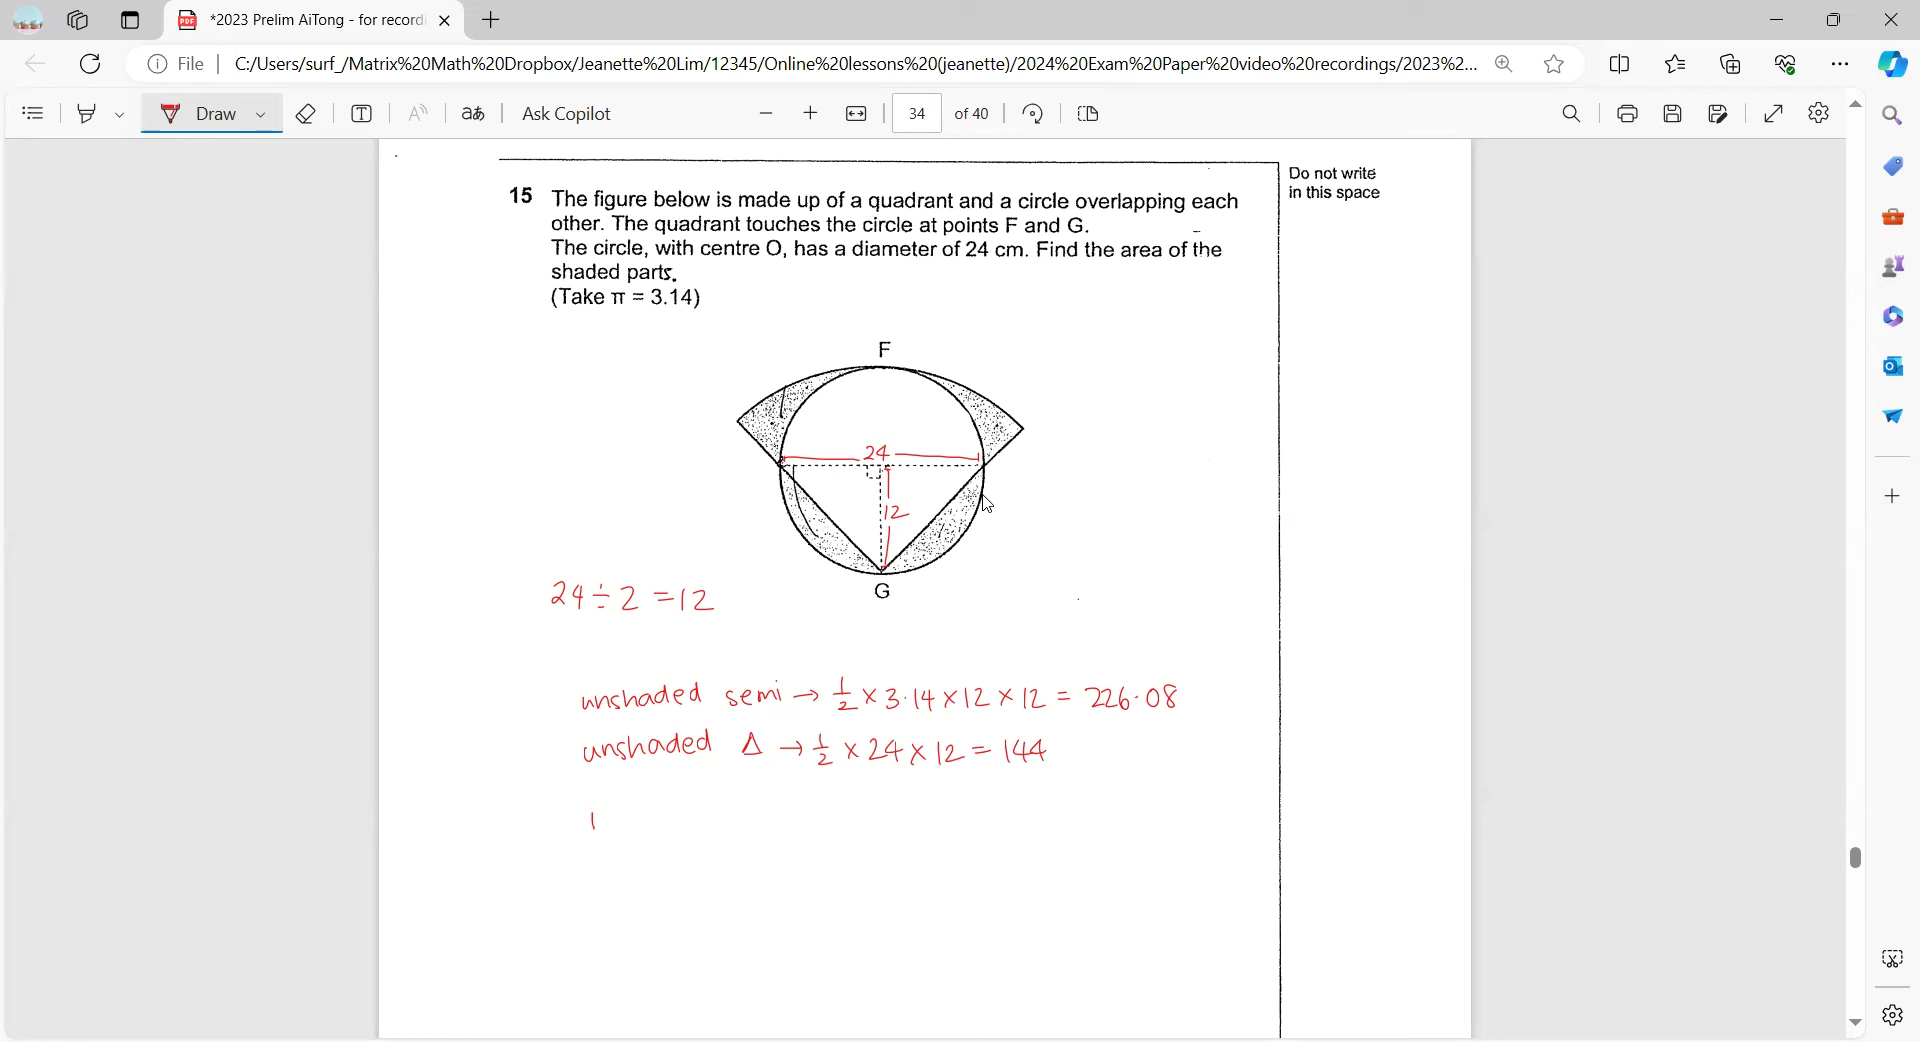 *2023 Prelim AiTong - for recordi
File
C:/Users/surf_/Matrix%20Math%20Dropbox/Jeanette%20Lim/12345/Online%20lessons%20(jeanette)/2024%20Exam%20Paper%20video%20recordings/2023%2...
Draw
aあ
Ask Copilot
34 of 40
Do not write
in this space
15 The figure below is made up of a quadrant and a circle overlapping each
other. The quadrant touches the circle at points F and G.
The circle, with centre O, has a diameter of 24 cm. Find the area of the
shaded parts.
(Take π = 3.14)
F
24
12
G
24 ÷ 2 = 12
unshaded semi → 1/2 × 3.14 × 12 × 12 = 226.08
unshaded Δ → 1/2 × 24 × 12 = 144